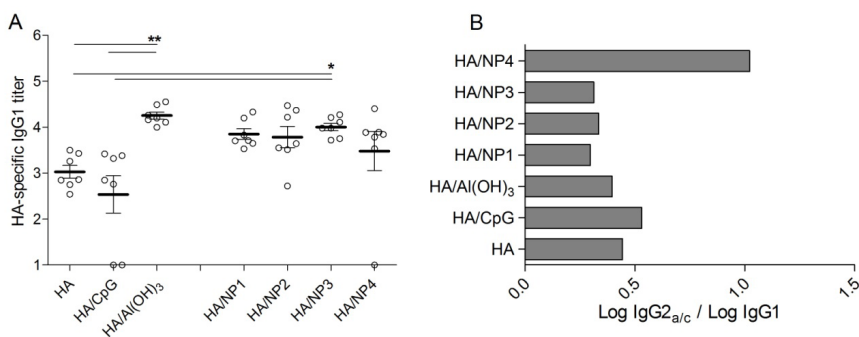 A
HA-specific IgG1 titer
6
5
4
3
2
1
**
*
HA
HA/CpG
HA/Al(OH)3
HA/NP1
HA/NP2
HA/NP3
HA/NP4
B
HA/NP4
HA/NP3
HA/NP2
HA/NP1
HA/Al(OH)3
HA/CpG
HA
0.0
0.5
1.0
1.5
Log IgG2a/c / Log IgG1